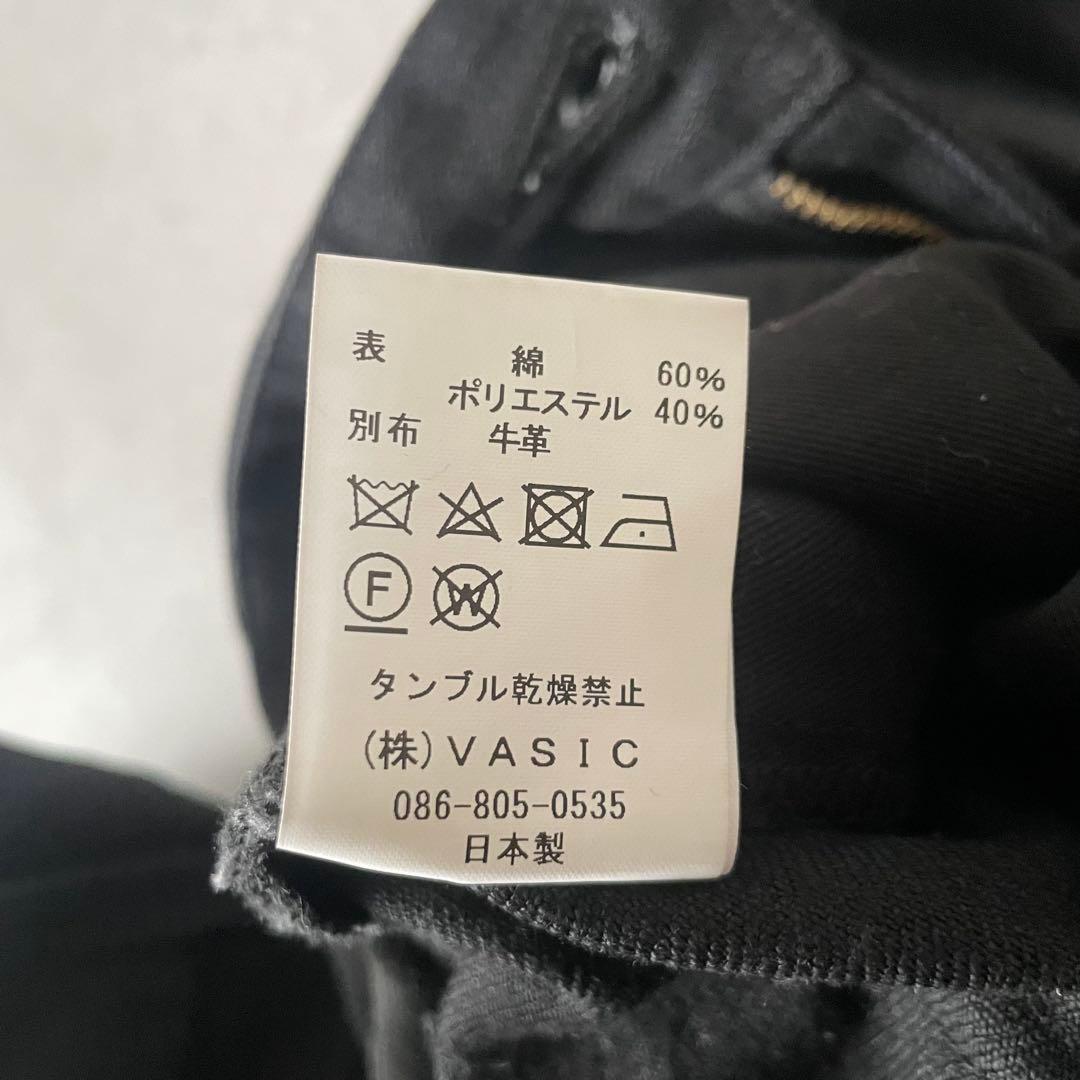 表 綿 60%
ポリエステル 40%
別布 牛革
F W
タンブル乾燥禁止
(株)VASIC
086-805-0535
日本製